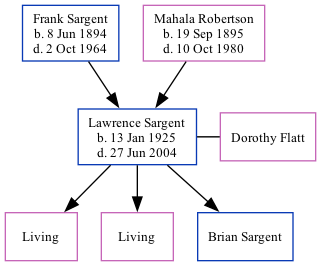 Frank Sargent
b. 8 Jun 1894
d. 2 Oct 1964
Mahala Robertson
b. 19 Sep 1895
d. 10 Oct 1980
Lawrence Sargent
b. 13 Jan 1925
d. 27 Jun 2004
Dorothy Flatt
Living
Living
Brian Sargent